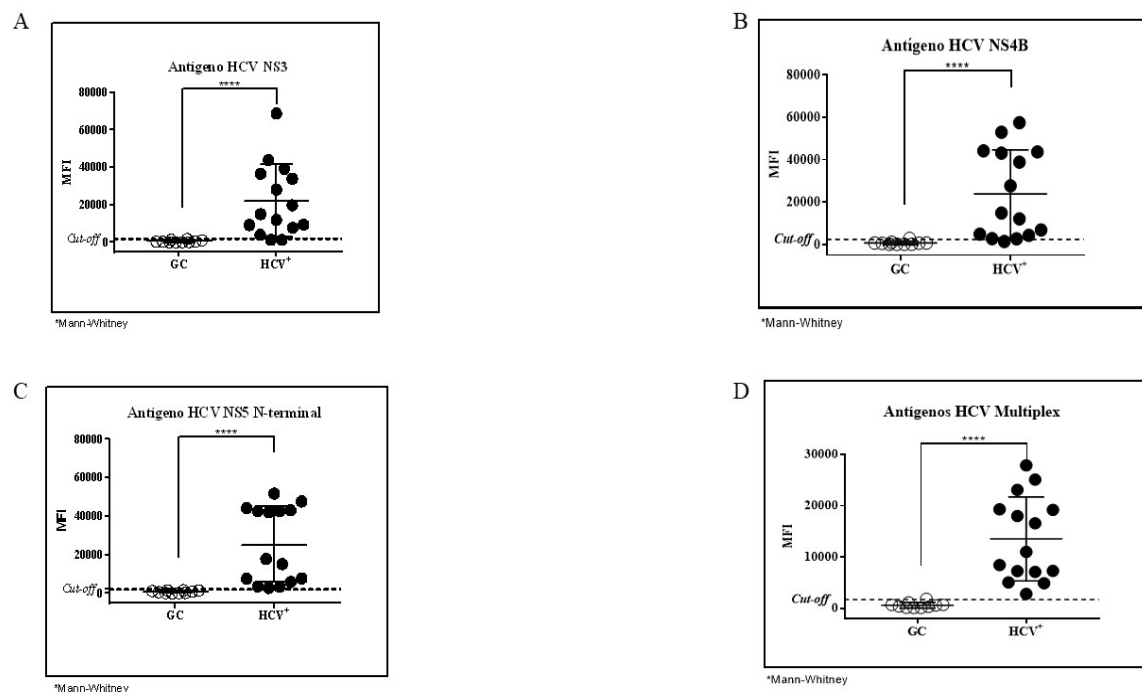 A
Antígeno HCV NS3
****
80000
60000
MFI
40000
20000
Cut-off
0
GC HCV+
*Mann-Whitney
B
Antígeno HCV NS4B
****
80000
60000
MFI
40000
20000
Cut-off
0
GC HCV+
*Mann-Whitney
C
Antígeno HCV NS5 N-terminal
****
80000
60000
MFI
40000
20000
Cut-off
0
GC HCV+
*Mann-Whitney
D
Antígenos HCV Multiplex
****
30000
20000
MFI
10000
Cut-off
0
GC HCV+
*Mann-Whitney